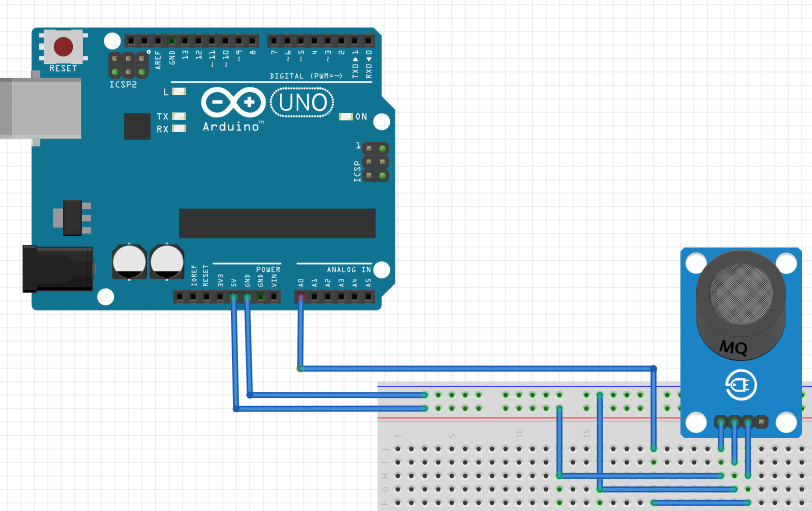 RESET
ICSP2
AREF
GND
13
12
~11
~10
~9
8
7
~6
~5
4
~3
2
TXD▶1
RXD◀0
DIGITAL (PWM=~)
L
TX
RX
UNO
ON
Arduino™
1
ICSP
POWER
ANALOG IN
IOREF
RESET
3V3
5V
GND
GND
VIN
A0
A1
A2
A3
A4
A5
MQ
1
5
10
15
J
I
H
G
F